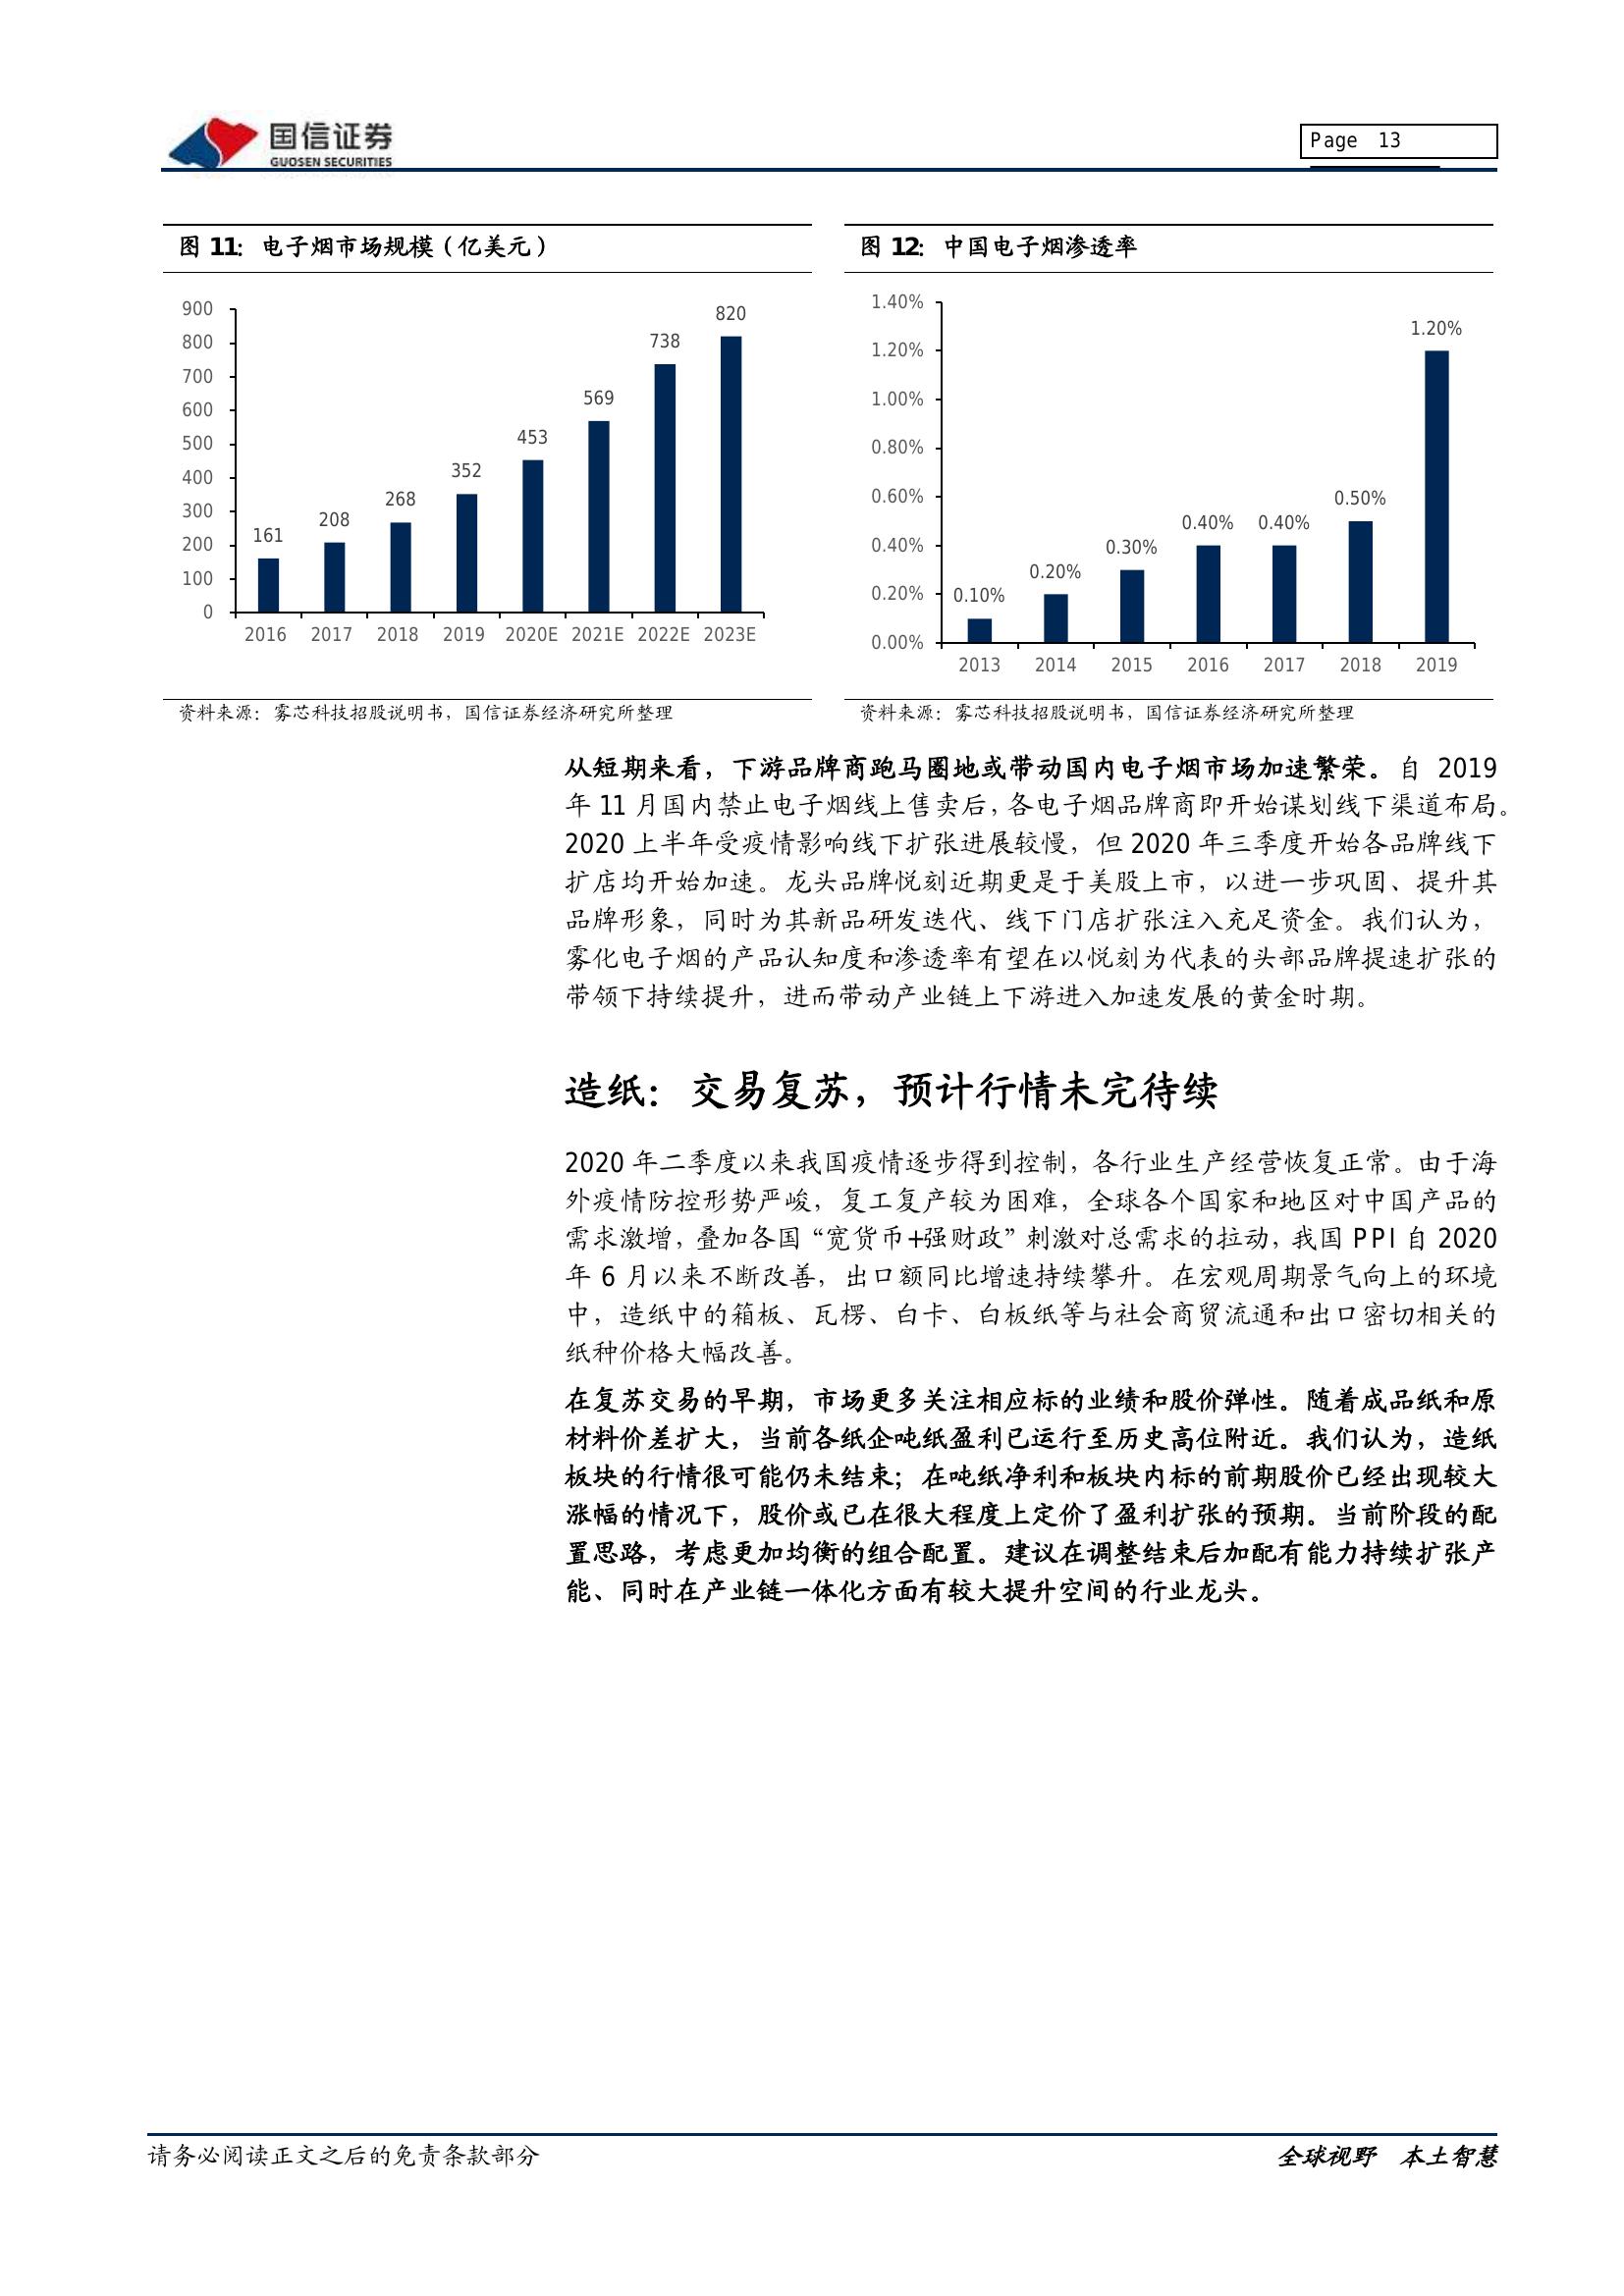 国信证券
GUOSEN SECURITIES
Page 13
图 11：电子烟市场规模（亿美元）
900
800
700
600
500
400
300
200
100
0
161
208
268
352
453
569
738
820
2016 2017 2018 2019 2020E 2021E 2022E 2023E
资料来源：雾芯科技招股说明书，国信证券经济研究所整理
图 12：中国电子烟渗透率
1.40%
1.20%
1.00%
0.80%
0.60%
0.40%
0.20%
0.00%
0.10%
0.20%
0.30%
0.40%
0.40%
0.50%
1.20%
2013 2014 2015 2016 2017 2018 2019
资料来源：雾芯科技招股说明书，国信证券经济研究所整理
从短期来看，下游品牌商跑马圈地或带动国内电子烟市场加速繁荣。自 2019
年 11 月国内禁止电子烟线上售卖后，各电子烟品牌商即开始谋划线下渠道布局。
2020 上半年受疫情影响线下扩张进展较慢，但 2020 年三季度开始各品牌线下
扩店均开始加速。龙头品牌悦刻近期更是于美股上市，以进一步巩固、提升其
品牌形象，同时为其新品研发迭代、线下门店扩张注入充足资金。我们认为，
雾化电子烟的产品认知度和渗透率有望在以悦刻为代表的头部品牌提速扩张的
带领下持续提升，进而带动产业链上下游进入加速发展的黄金时期。
造纸：交易复苏，预计行情未完待续
2020 年二季度以来我国疫情逐步得到控制，各行业生产经营恢复正常。由于海
外疫情防控形势严峻，复工复产较为困难，全球各个国家和地区对中国产品的
需求激增，叠加各国“宽货币+强财政”刺激对总需求的拉动，我国 PPI 自 2020
年 6 月以来不断改善，出口额同比增速持续攀升。在宏观周期景气向上的环境
中，造纸中的箱板、瓦楞、白卡、白板纸等与社会商贸流通和出口密切相关的
纸种价格大幅改善。
在复苏交易的早期，市场更多关注相应标的业绩和股价弹性。随着成品纸和原
材料价差扩大，当前各纸企吨纸盈利已运行至历史高位附近。我们认为，造纸
板块的行情很可能仍未结束；在吨纸净利和板块内标的前期股价已经出现较大
涨幅的情况下，股价或已在很大程度上定价了盈利扩张的预期。当前阶段的配
置思路，考虑更加均衡的组合配置。建议在调整结束后加配有能力持续扩张产
能、同时在产业链一体化方面有较大提升空间的行业龙头。
请务必阅读正文之后的免责条款部分
全球视野 本土智慧